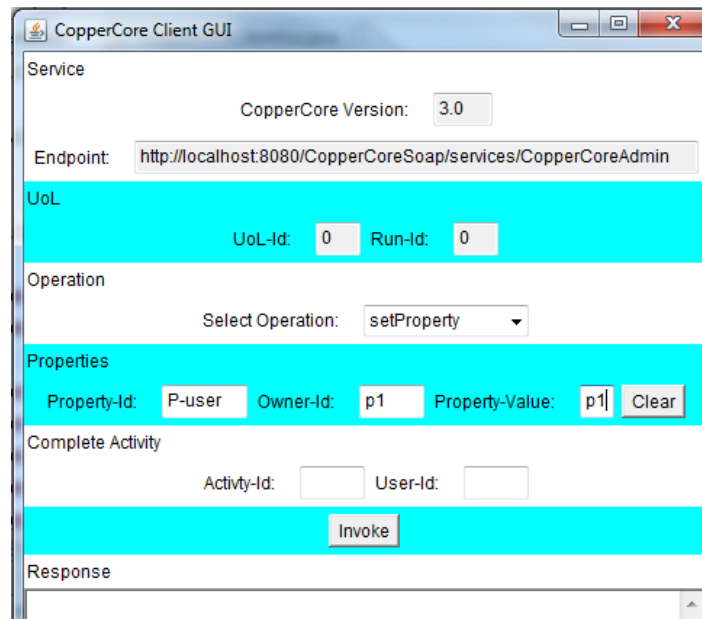 CopperCore Client GUI
Service
CopperCore Version: 3.0
Endpoint: http://localhost:8080/CopperCoreSoap/services/CopperCoreAdmin
UoL
UoL-Id: 0 Run-Id: 0
Operation
Select Operation: setProperty
Properties
Property-Id: P-user Owner-Id: p1 Property-Value: p1 Clear
Complete Activity
Activty-Id: User-Id:
Invoke
Response